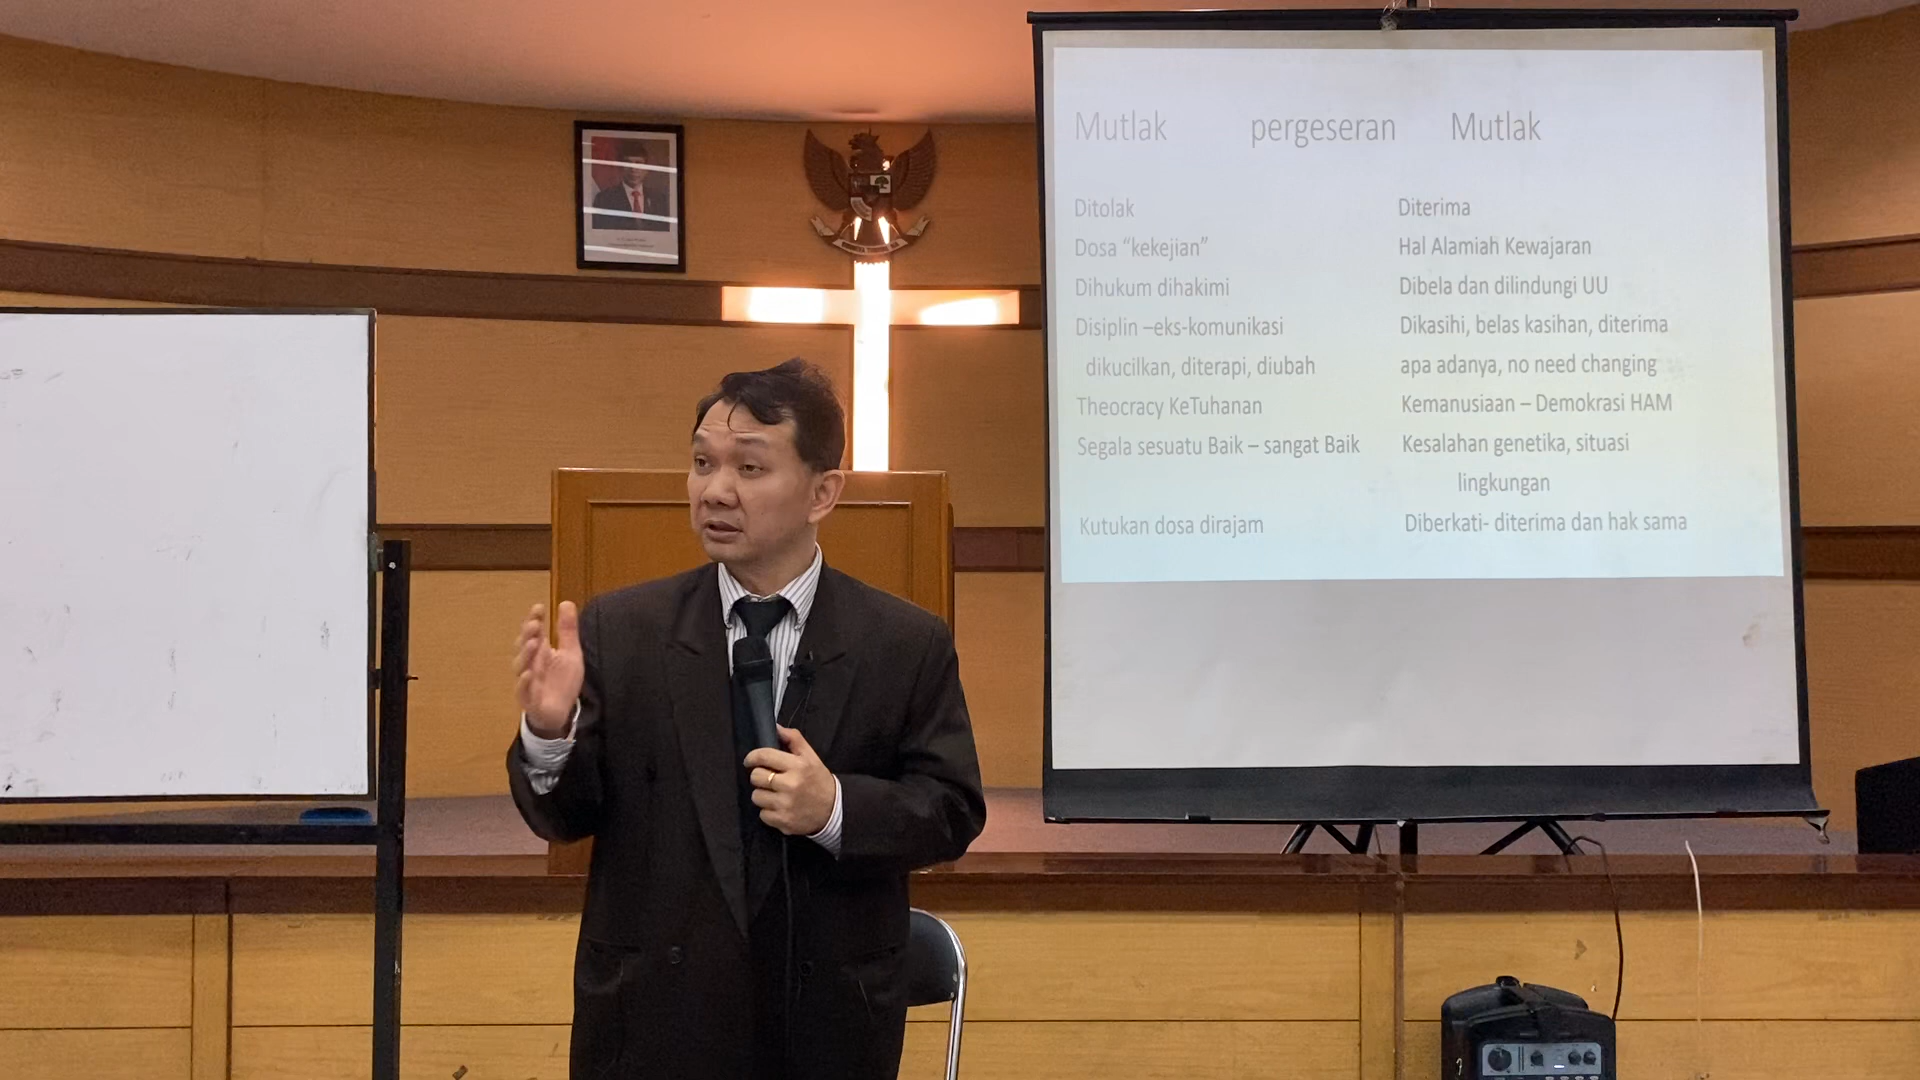 Mutlak pergeseran Mutlak
Ditolak Diterima
Dosa “kekejian” Hal Alamiah Kewajaran
Dihukum dihakimi Dibela dan dilindungi UU
Disiplin –eks-komunikasi Dikasihi, belas kasihan, diterima
dikucilkan, diterapi, diubah apa adanya, no need changing
Theocracy KeTuhanan Kemanusiaan – Demokrasi HAM
Segala sesuatu Baik – sangat Baik Kesalahan genetika, situasi
lingkungan
Kutukan dosa dirajam Diberkati- diterima dan hak sama